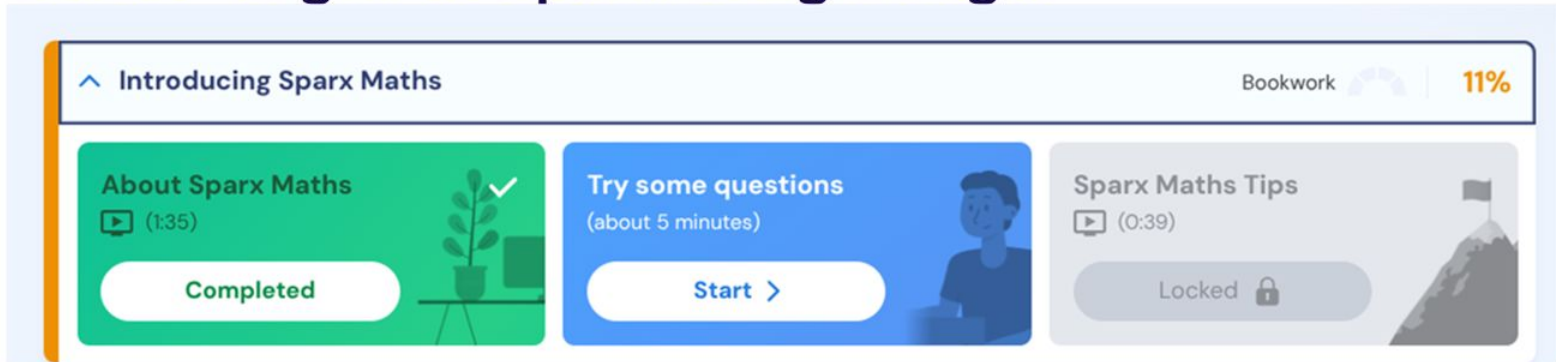 Introducing Sparx Maths
Bookwork
11%
About Sparx Maths
(1:35)
Completed
Try some questions
(about 5 minutes)
Start
Sparx Maths Tips
(0:39)
Locked